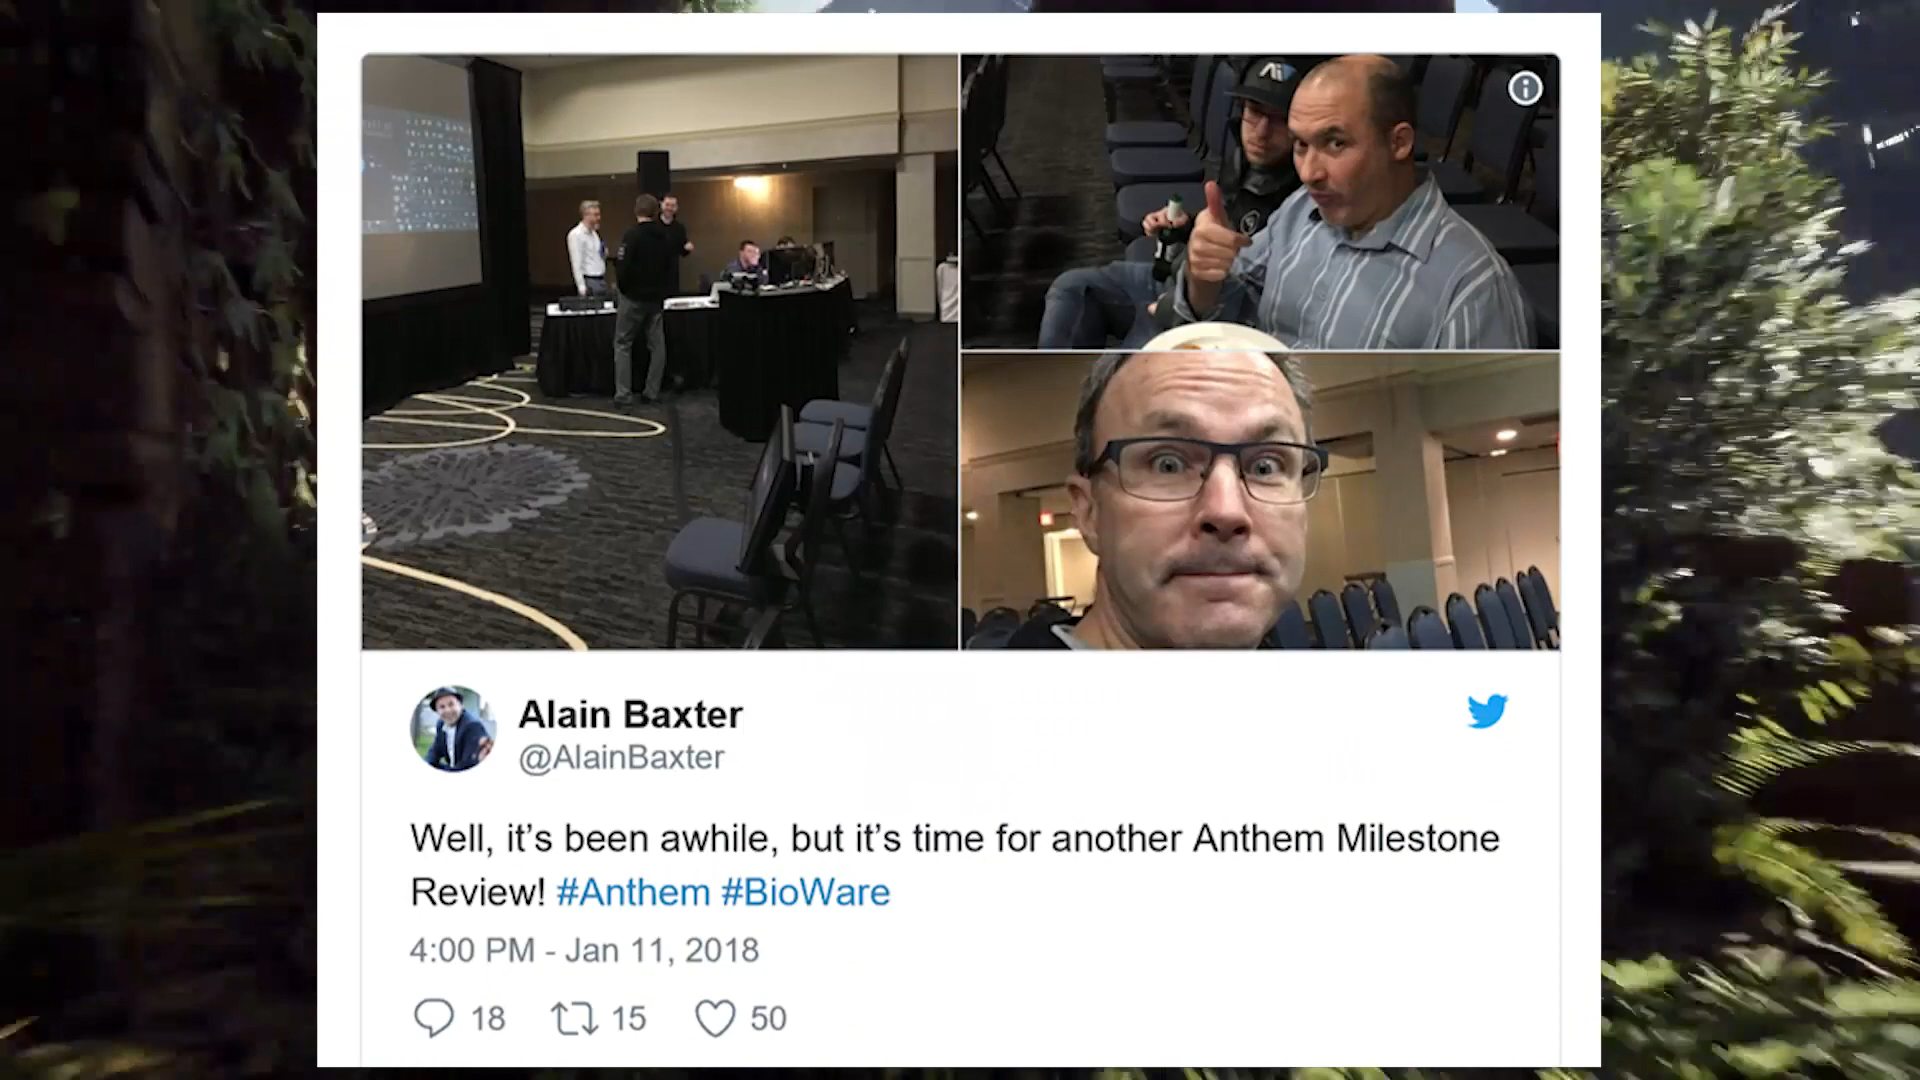 Alain Baxter
@AlainBaxter
Well, it’s been awhile, but it’s time for another Anthem Milestone
Review! #Anthem #BioWare
4:00 PM - Jan 11, 2018
18 15 50